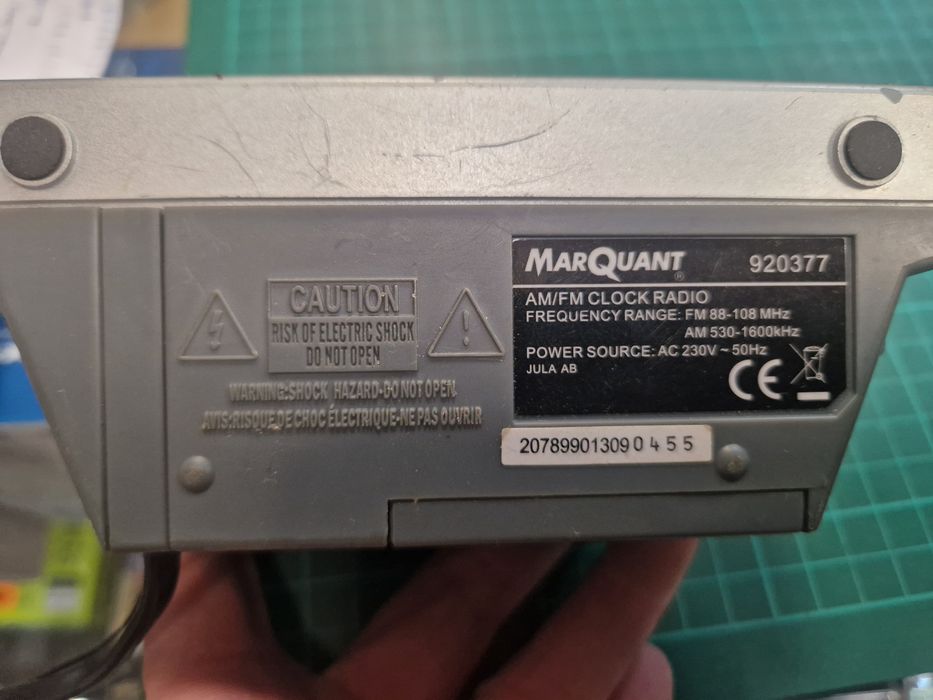 CAUTION
RISK OF ELECTRIC SHOCK
DO NOT OPEN
WARNING:SHOCK HAZARD-DO NOT OPEN
AVIS:RISQUE DE CHOC ÉLECTRIQUE-NE PAS OUVRIR
MARQUANT® 920377
AM/FM CLOCK RADIO
FREQUENCY RANGE: FM 88-108 MHz
AM 530-1600kHz
POWER SOURCE: AC 230V ~ 50Hz
JULA AB
CE
207899013090455